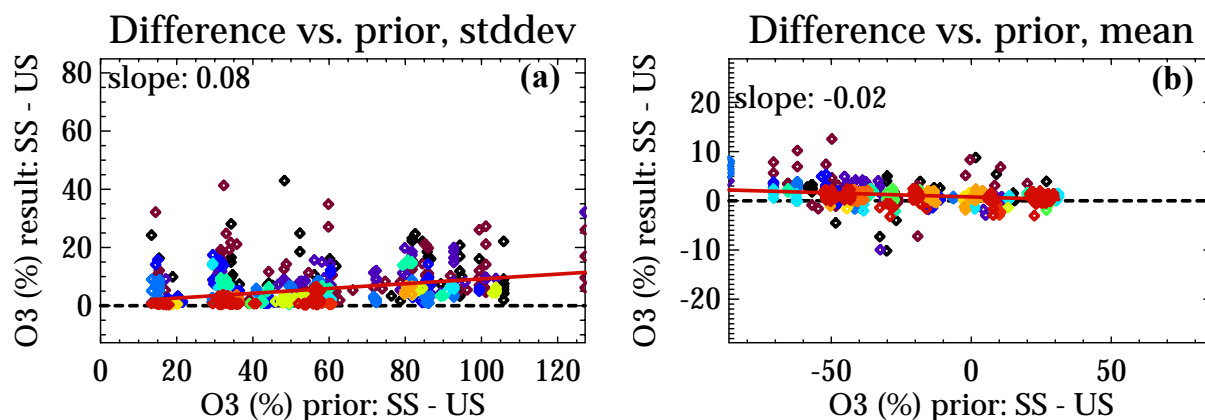 Difference vs. prior, stddev
O3 (%) result: SS - US
80
60
40
20
0
slope: 0.08
(a)
0 20 40 60 80 100 120
O3 (%) prior: SS - US
Difference vs. prior, mean
O3 (%) result: SS - US
20
10
0
-10
-20
slope: -0.02
(b)
-50 0 50
O3 (%) prior: SS - US